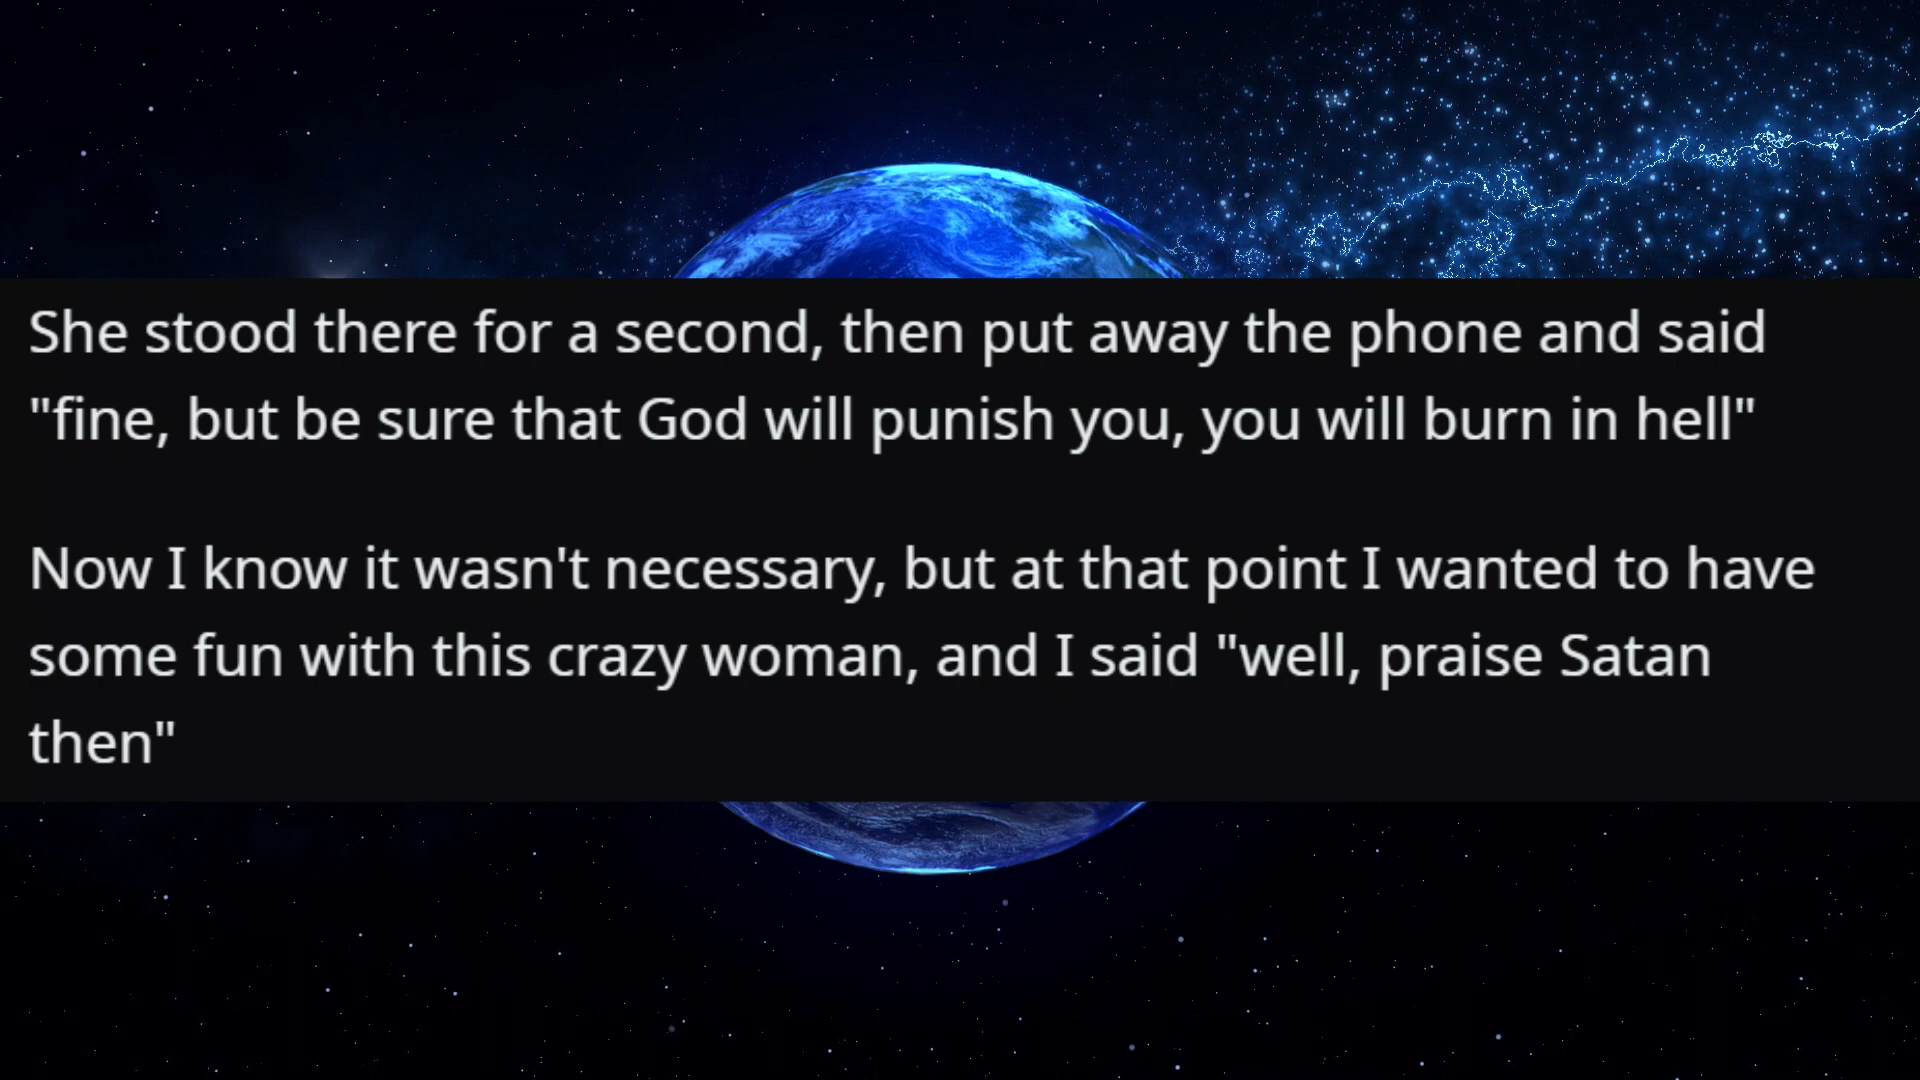 She stood there for a second, then put away the phone and said
"fine, but be sure that God will punish you, you will burn in hell"
Now I know it wasn't necessary, but at that point I wanted to have
some fun with this crazy woman, and I said "well, praise Satan
then"